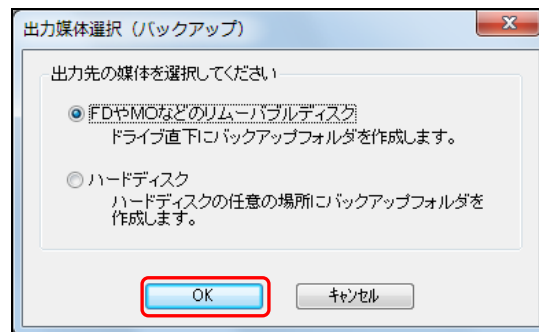 出力媒体選択（バックアップ）
出力先の媒体を選択してください
FDやMOなどのリムーバブルディスク
ドライブ直下にバックアップフォルダを作成します。
ハードディスク
ハードディスクの任意の場所にバックアップフォルダを
作成します。
OK
キャンセル